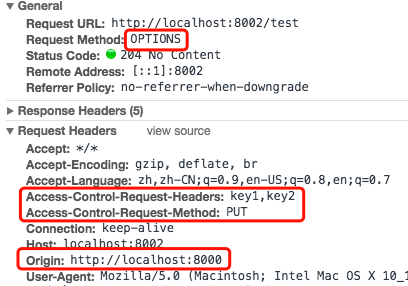 General
Request URL: http://localhost:8002/test
Request Method: OPTIONS
Status Code: 204 No Content
Remote Address: [::1]:8002
Referrer Policy: no-referrer-when-downgrade
Response Headers (5)
Request Headers view source
Accept: */*
Accept-Encoding: gzip, deflate, br
Accept-Language: zh,zh-CN;q=0.9,en-US;q=0.8,en;q=0.7
Access-Control-Request-Headers: key1,key2
Access-Control-Request-Method: PUT
Connection: keep-alive
Host: localhost:8002
Origin: http://localhost:8000
User-Agent: Mozilla/5.0 (Macintosh; Intel Mac OS X 10_1